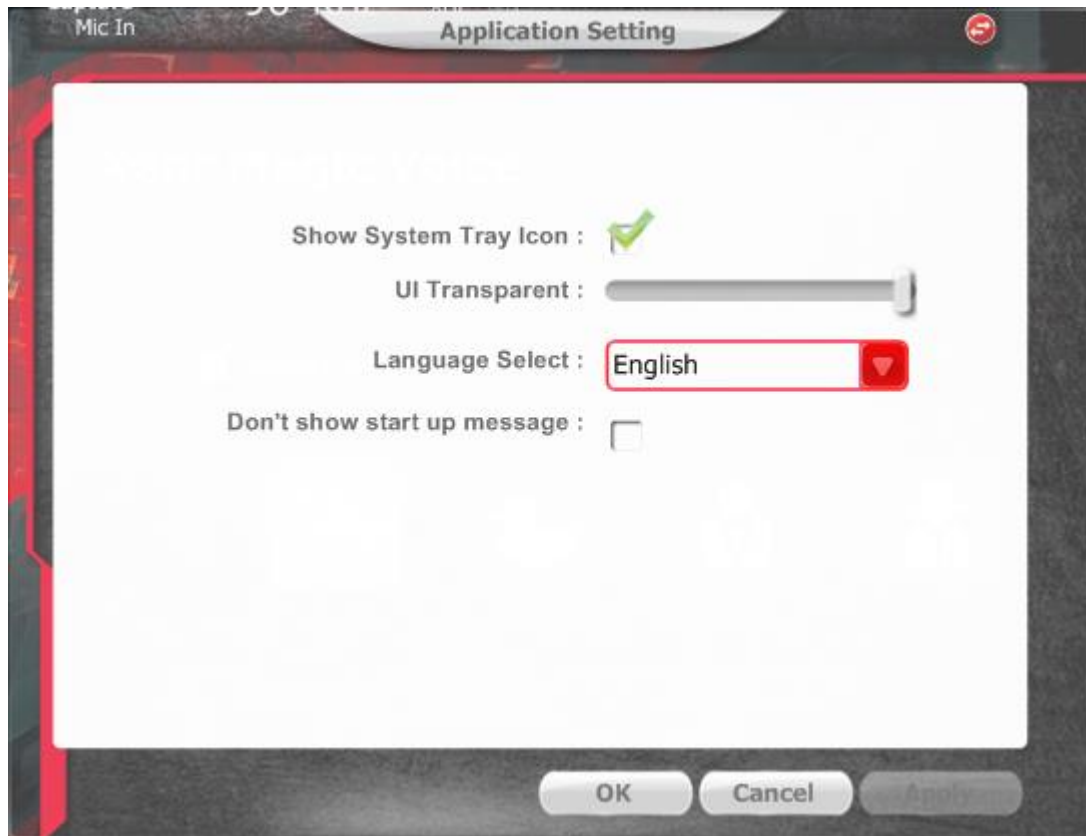 Mic In
Application Setting
Show System Tray Icon :
UI Transparent :
Language Select :
English
Don't show start up message :
OK
Cancel
Apply